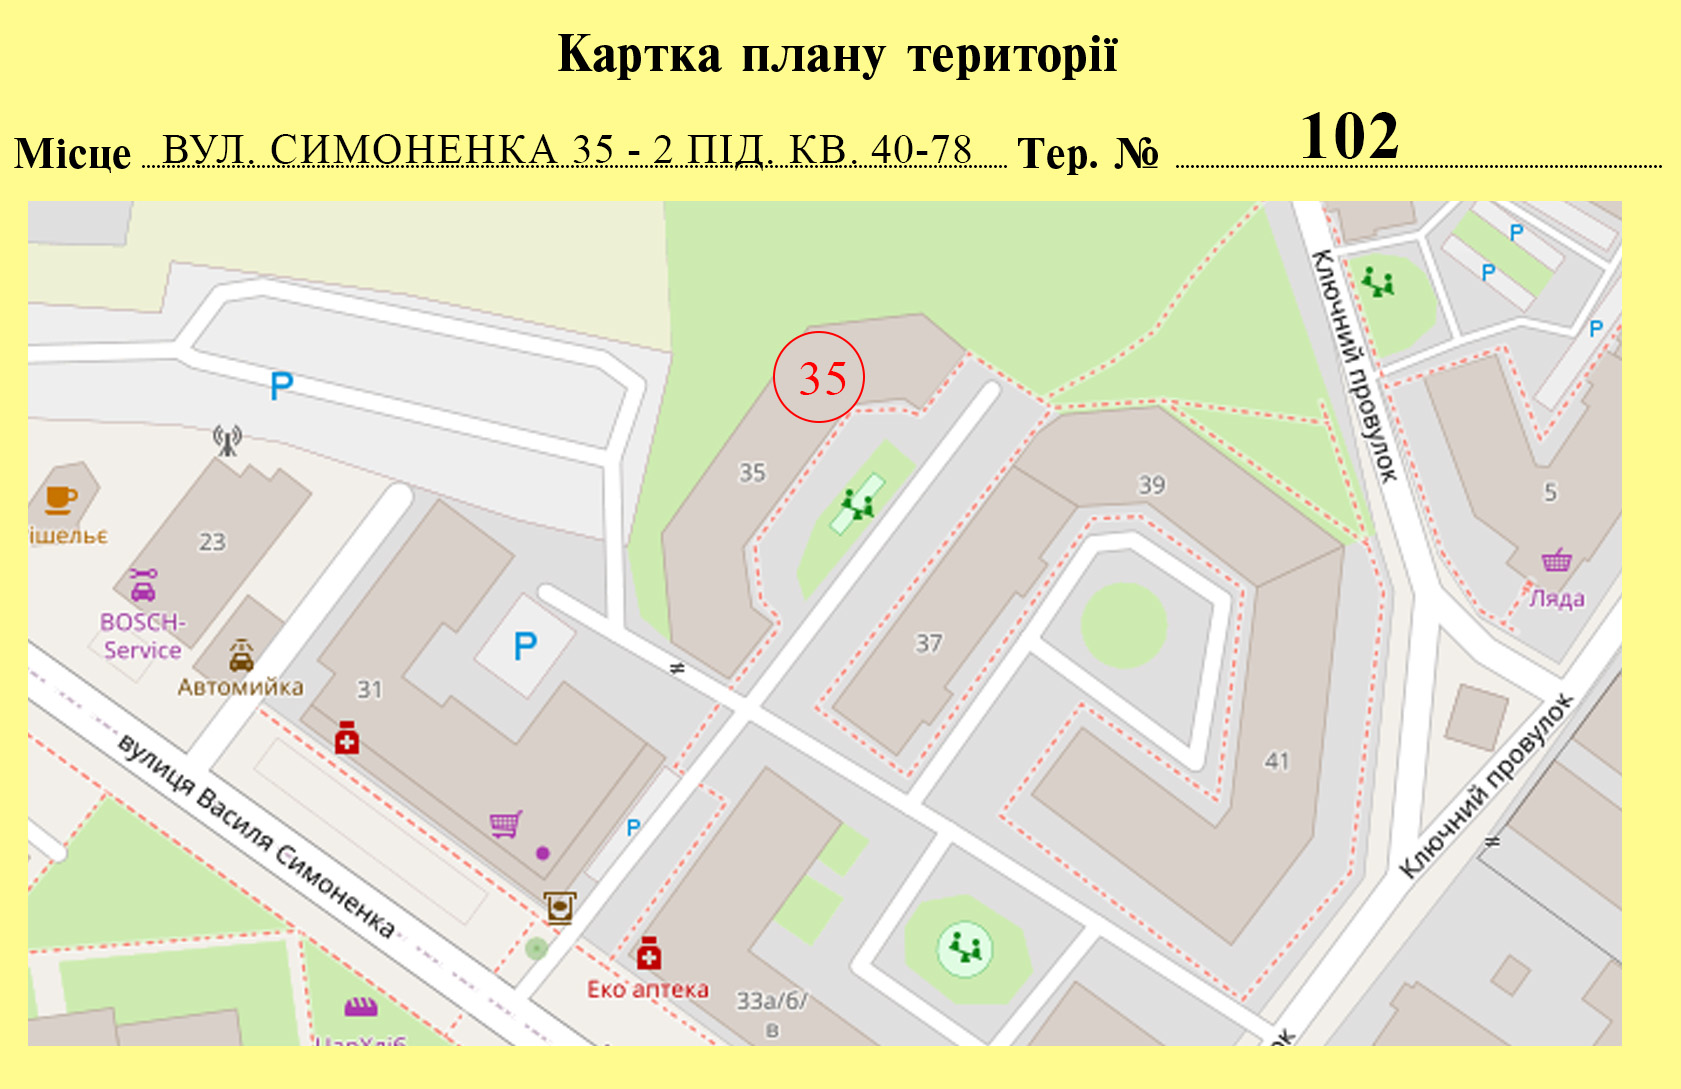 Картка плану території
Місце ВУЛ. СИМОНЕНКА 35 - 2 ПІД. КВ. 40-78 Тер. № 102
P
P
P
Ключний провулок
P
35
P
35
39
5
ішельє
23
BOSCH-
Service
Ляда
P
37
Автомийка
31
41
вулиця Василя Симоненка
Ключний провулок
P
Еко аптека
33а/б/
в
ЦарХліб
ок